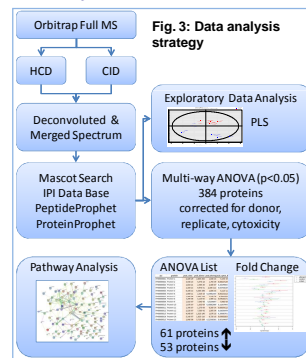 Orbitrap Full MS
Fig. 3: Data analysis
strategy
HCD
CID
Deconvoluted &
Merged Spectrum
Exploratory Data Analysis
PLS
Mascot Search
IPI Data Base
PeptideProphet
ProteinProphet
Multi-way ANOVA (p<0.05)
384 proteins
corrected for donor,
replicate, cytoxicity
Pathway Analysis
ANOVA List
Fold Change
61 proteins
53 proteins